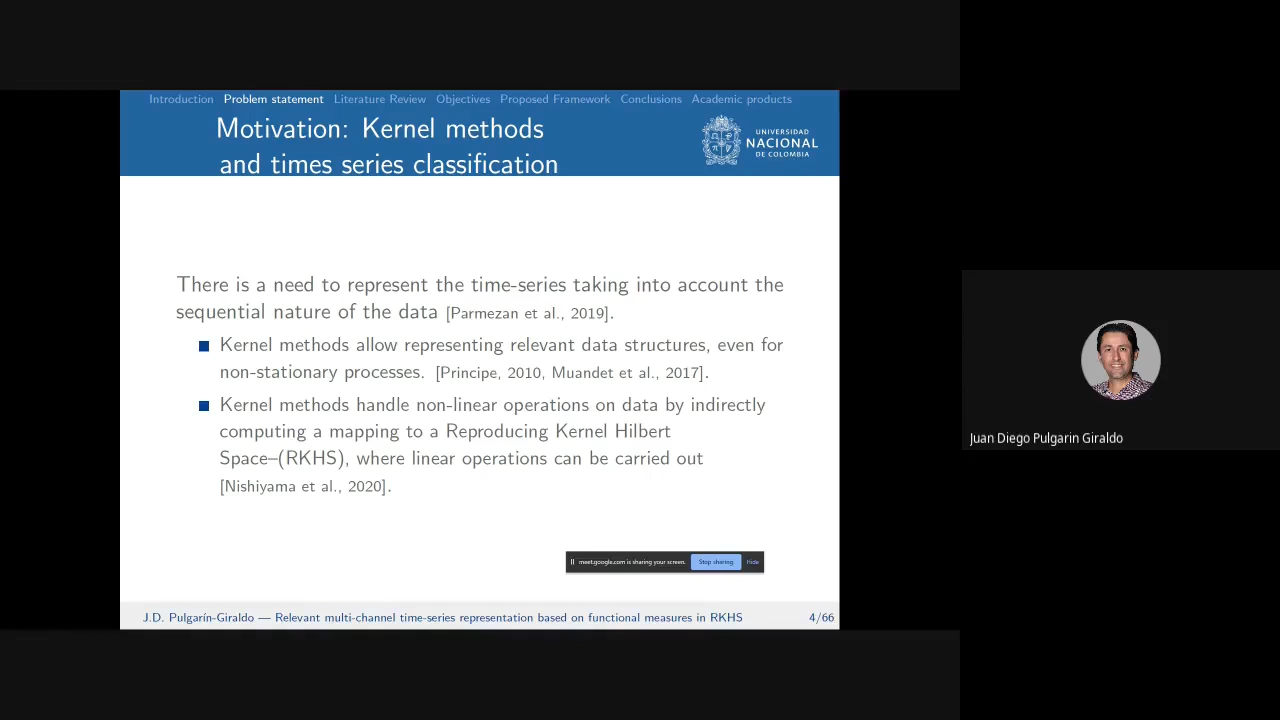 Introduction Problem statement Literature Review Objectives Proposed Framework Conclusions Academic products
Motivation: Kernel methods
and times series classification
UNIVERSIDAD
NACIONAL
DE COLOMBIA
There is a need to represent the time-series taking into account the
sequential nature of the data [Parmezan et al., 2019].
Kernel methods allow representing relevant data structures, even for
non-stationary processes. [Principe, 2010, Muandet et al., 2017].
Kernel methods handle non-linear operations on data by indirectly
computing a mapping to a Reproducing Kernel Hilbert
Space–(RKHS), where linear operations can be carried out
[Nishiyama et al., 2020].
meet.google.com is sharing your screen. Stop sharing Hide
J.D. Pulgarín-Giraldo — Relevant multi-channel time-series representation based on functional measures in RKHS 4/66
Juan Diego Pulgarin Giraldo